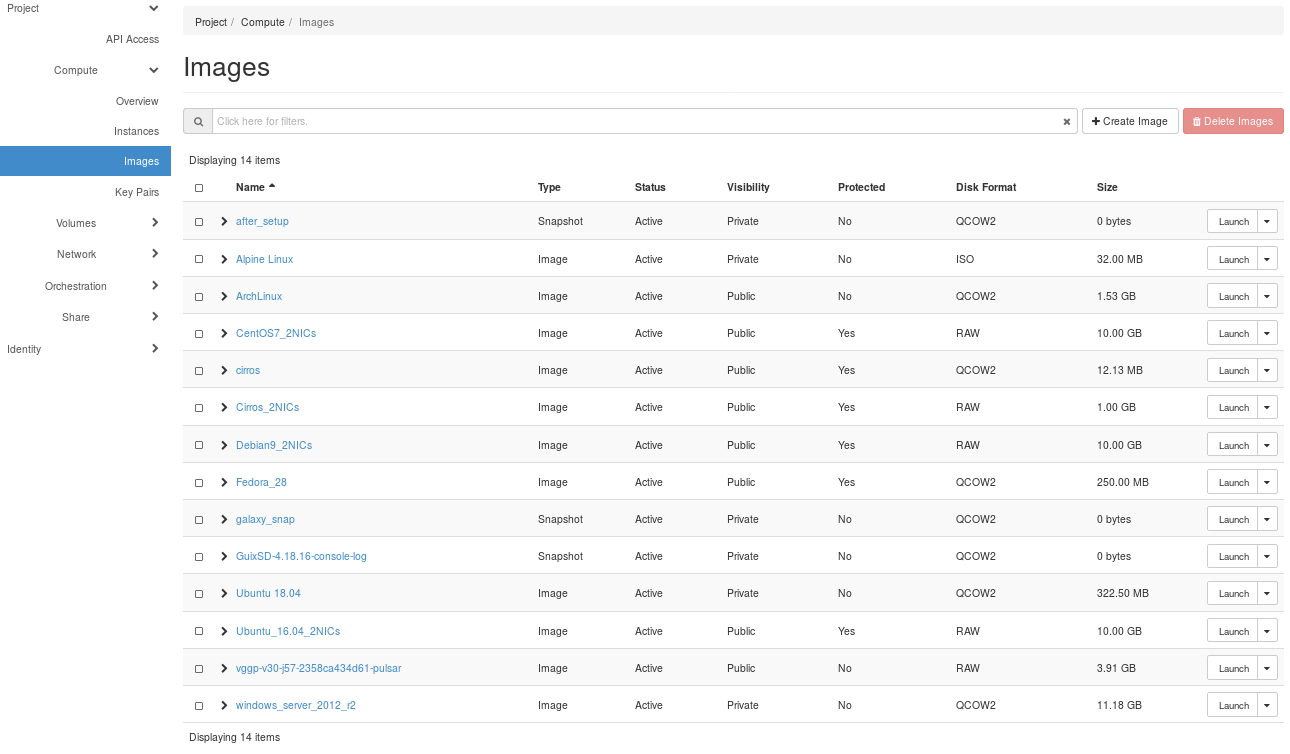 Project
API Access
Compute
Overview
Instances
Images
Key Pairs
Volumes
Network
Orchestration
Share
Identity
Project / Compute / Images
Images
Click here for filters. Create Image Delete Images
Displaying 14 items
Name Type Status Visibility Protected Disk Format Size
after_setup Snapshot Active Private No QCOW2 0 bytes Launch
Alpine Linux Image Active Private No ISO 32.00 MB Launch
ArchLinux Image Active Public No QCOW2 1.53 GB Launch
CentOS7_2NICs Image Active Public Yes RAW 10.00 GB Launch
cirros Image Active Public Yes QCOW2 12.13 MB Launch
Cirros_2NICs Image Active Public Yes RAW 1.00 GB Launch
Debian9_2NICs Image Active Public Yes RAW 10.00 GB Launch
Fedora_28 Image Active Public Yes QCOW2 250.00 MB Launch
galaxy_snap Snapshot Active Private No QCOW2 0 bytes Launch
GuixSD-4.18.16-console-log Snapshot Active Private No QCOW2 0 bytes Launch
Ubuntu 18.04 Image Active Private No QCOW2 322.50 MB Launch
Ubuntu_16.04_2NICs Image Active Public Yes RAW 10.00 GB Launch
vggp-v30-j57-2358ca434d61-pulsar Image Active Public No RAW 3.91 GB Launch
windows_server_2012_r2 Image Active Private No QCOW2 11.18 GB Launch
Displaying 14 items